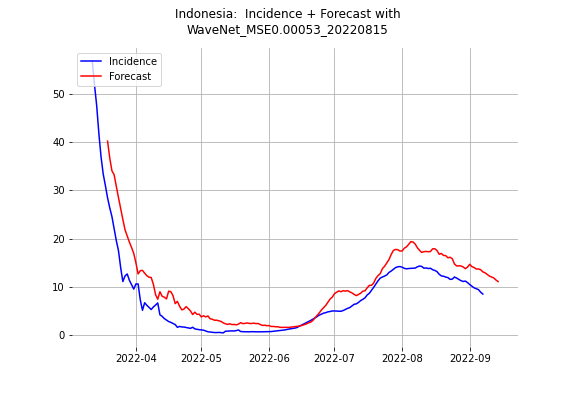 Indonesia:  Incidence + Forecast with
WaveNet_MSE0.00053_20220815
Incidence
Forecast
50
40
30
20
10
0
2022-04 2022-05 2022-06 2022-07 2022-08 2022-09